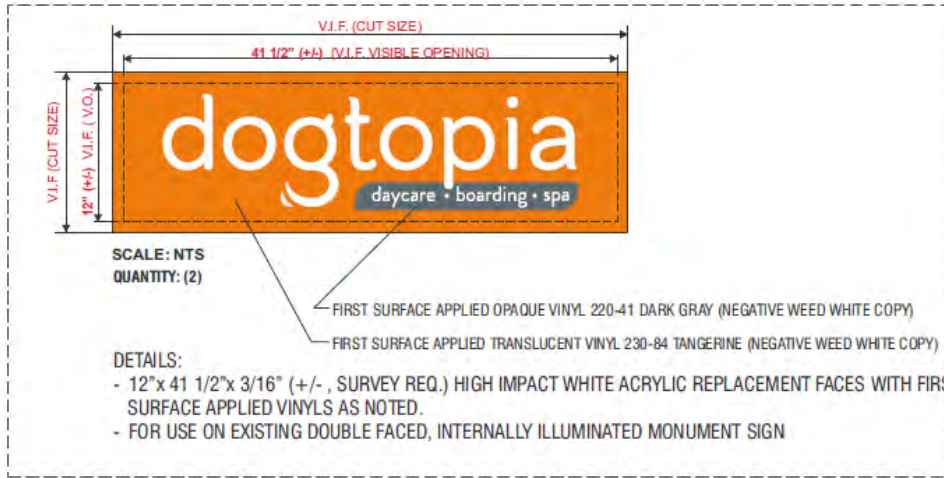 V.I.F. (CUT SIZE)
41 1/2" (+/-) (V.I.F. VISIBLE OPENING)
V.I.F (CUT SIZE)
12" (+/-) V.I.F. ( V.O.)
dogtopia
daycare • boarding • spa
SCALE: NTS
QUANTITY: (2)
FIRST SURFACE APPLIED OPAQUE VINYL 220-41 DARK GRAY (NEGATIVE WEED WHITE COPY)
FIRST SURFACE APPLIED TRANSLUCENT VINYL 230-84 TANGERINE (NEGATIVE WEED WHITE COPY)
DETAILS:
- 12"x 41 1/2"x 3/16" (+/- , SURVEY REQ.) HIGH IMPACT WHITE ACRYLIC REPLACEMENT FACES WITH FIRS
SURFACE APPLIED VINYLS AS NOTED.
- FOR USE ON EXISTING DOUBLE FACED, INTERNALLY ILLUMINATED MONUMENT SIGN